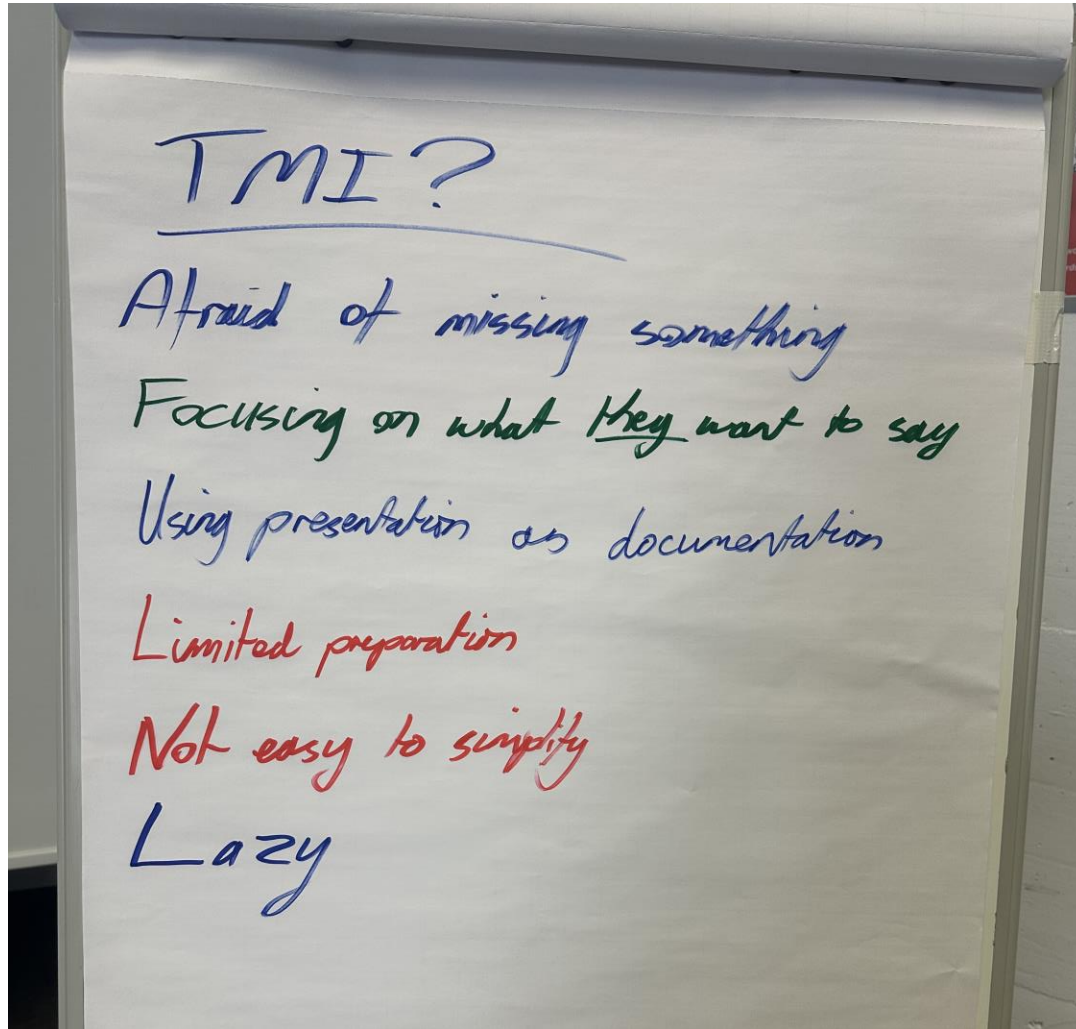 TMI?
Afraid of missing something
Focusing on what they want to say
Using presentation as documentation
Limited preparation
Not easy to simplify
Lazy